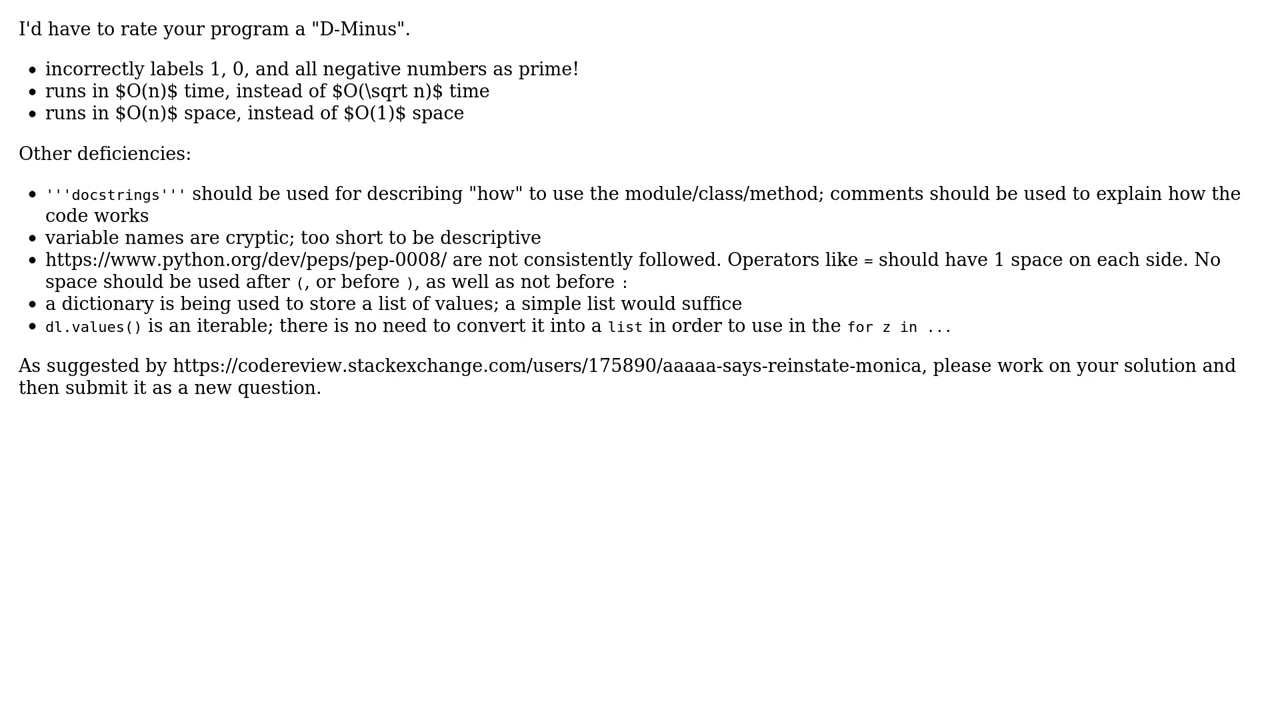 I'd have to rate your program a "D-Minus".
• incorrectly labels 1, 0, and all negative numbers as prime!
• runs in $O(n)$ time, instead of $O(\sqrt n)$ time
• runs in $O(n)$ space, instead of $O(1)$ space
Other deficiencies:
• '''docstrings''' should be used for describing "how" to use the module/class/method; comments should be used to explain how the
code works
• variable names are cryptic; too short to be descriptive
• https://www.python.org/dev/peps/pep-0008/ are not consistently followed. Operators like = should have 1 space on each side. No
space should be used after (, or before ), as well as not before :
• a dictionary is being used to store a list of values; a simple list would suffice
• dl.values() is an iterable; there is no need to convert it into a list in order to use in the for z in ...
As suggested by https://codereview.stackexchange.com/users/175890/aaaaa-says-reinstate-monica, please work on your solution and
then submit it as a new question.